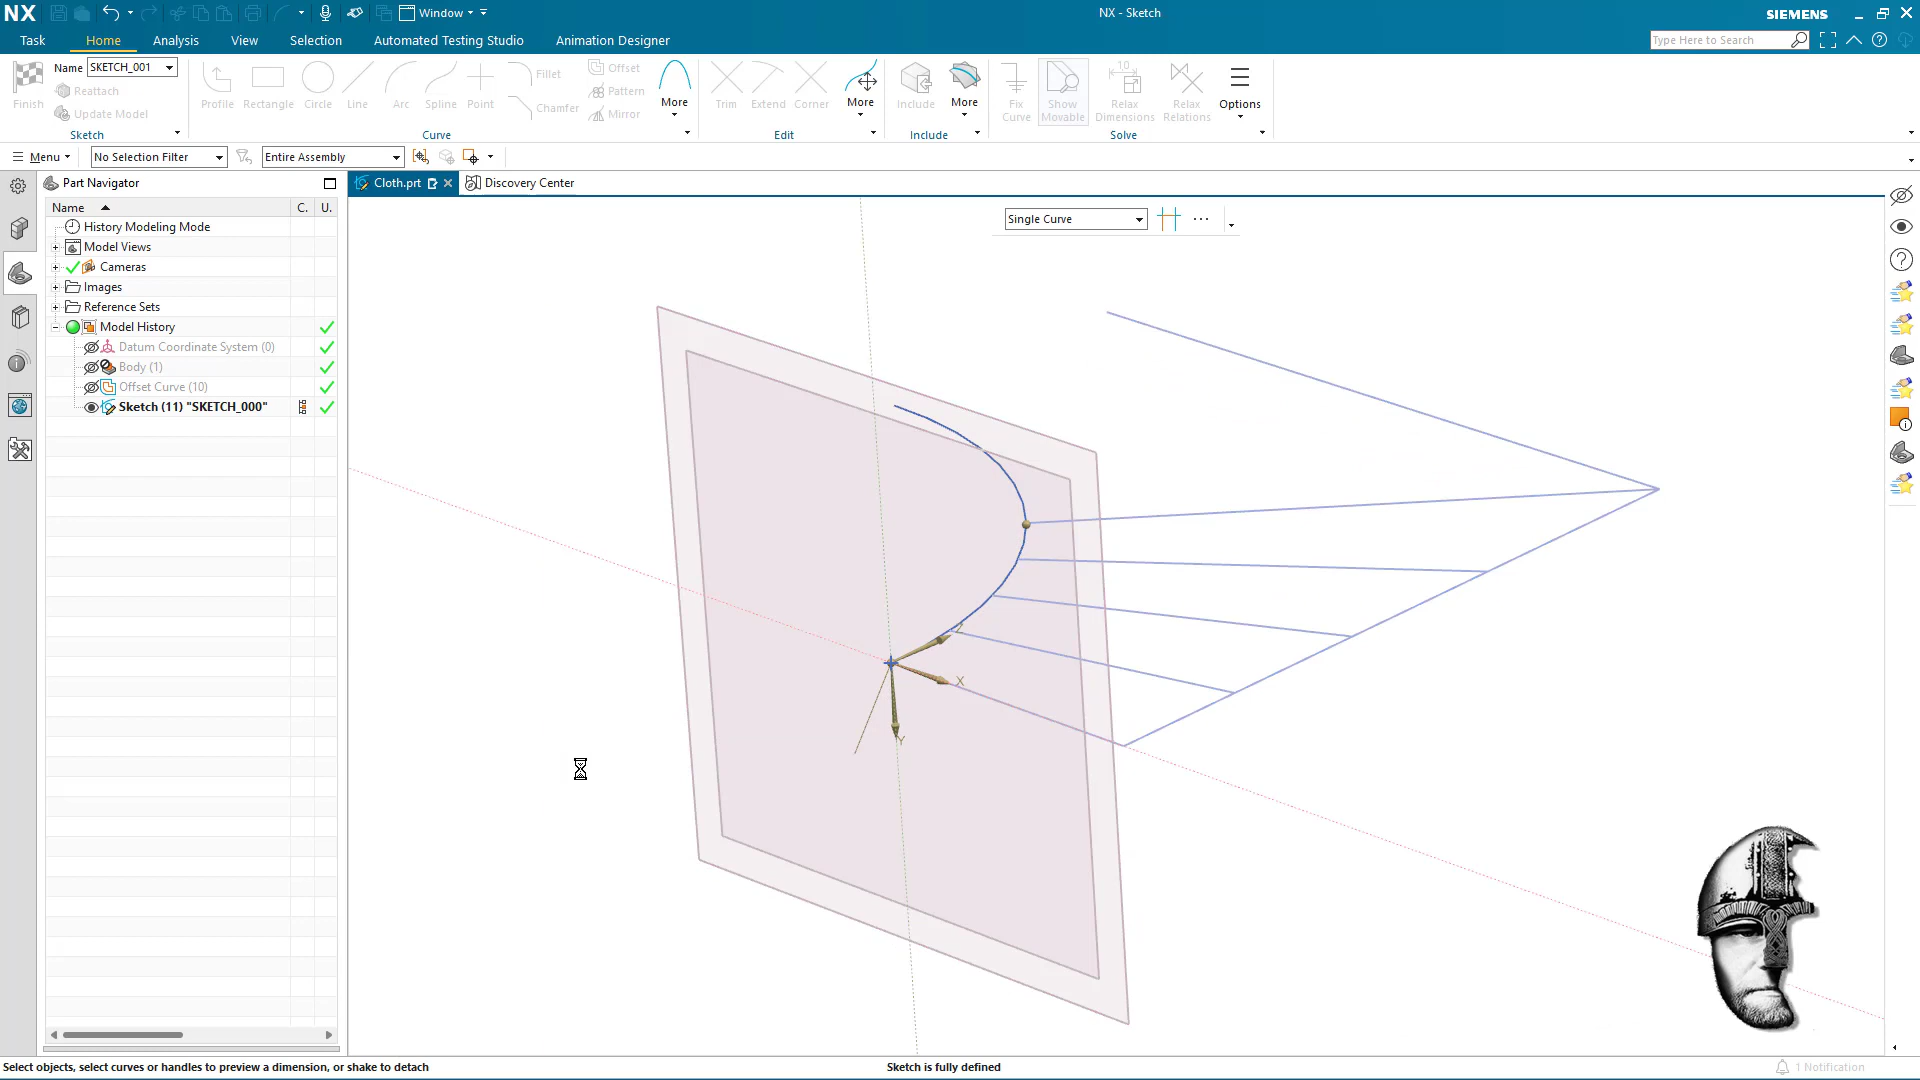 NX
Window
NX - Sketch
SIEMENS
Task
Home
Analysis
View
Selection
Automated Testing Studio
Animation Designer
Type Here to Search
Finish
Name
SKETCH_001
Reattach
Update Model
Profile
Rectangle
Circle
Line
Arc
Spline
Point
Fillet
Chamfer
Offset
Pattern
Mirror
More
Trim
Extend
Corner
More
Include
More
Fix
Curve
Show
Movable
Relax
Dimensions
Relax
Relations
Options
Sketch
Curve
Edit
Include
Solve
Menu
No Selection Filter
Entire Assembly
Part Navigator
Cloth.prt
Discovery Center
Name
C.
U.
Single Curve
History Modeling Mode
Model Views
Cameras
Images
Reference Sets
Model History
Datum Coordinate System (0)
Body (1)
Offset Curve (10)
Sketch (11) "SKETCH_000"
Z
X
Y
Select objects, select curves or handles to preview a dimension, or shake to detach
Sketch is fully defined
1 Notification